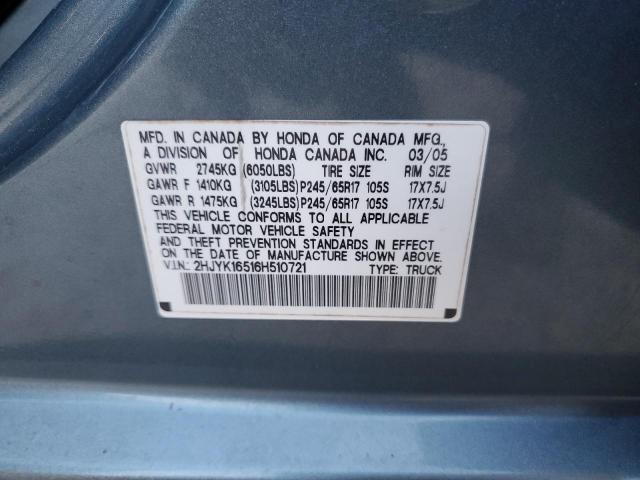 MFD. IN CANADA BY HONDA OF CANADA MFG.,
A DIVISION OF HONDA CANADA INC. 03/05
GVWR 2745KG (6050LBS) TIRE SIZE RIM SIZE
GAWR F 1410KG (3105LBS) P245/65R17 105S 17X7.5J
GAWR R 1475KG (3245LBS) P245/65R17 105S 17X7.5J
THIS VEHICLE CONFORMS TO ALL APPLICABLE
FEDERAL MOTOR VEHICLE SAFETY
AND THEFT PREVENTION STANDARDS IN EFFECT
ON THE DATE OF MANUFACTURE SHOWN ABOVE.
V.I.N.: 2HJYK16516H510721 TYPE: TRUCK